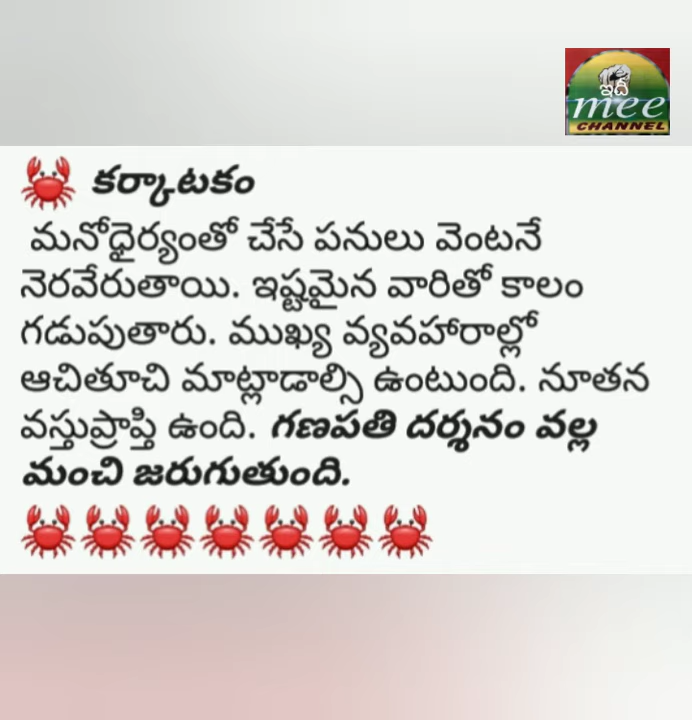 ఇదీ
mee
CHANNEL
కర్కాటకం
మనోధైర్యంతో చేసే పనులు వెంటనే
నెరవేరుతాయి. ఇష్టమైన వారితో కాలం
గడుపుతారు. ముఖ్య వ్యవహారాల్లో
ఆచితూచి మాట్లాడాల్సి ఉంటుంది. నూతన
వస్తుప్రాప్తి ఉంది. గణపతి దర్శనం వల్ల
మంచి జరుగుతుంది.